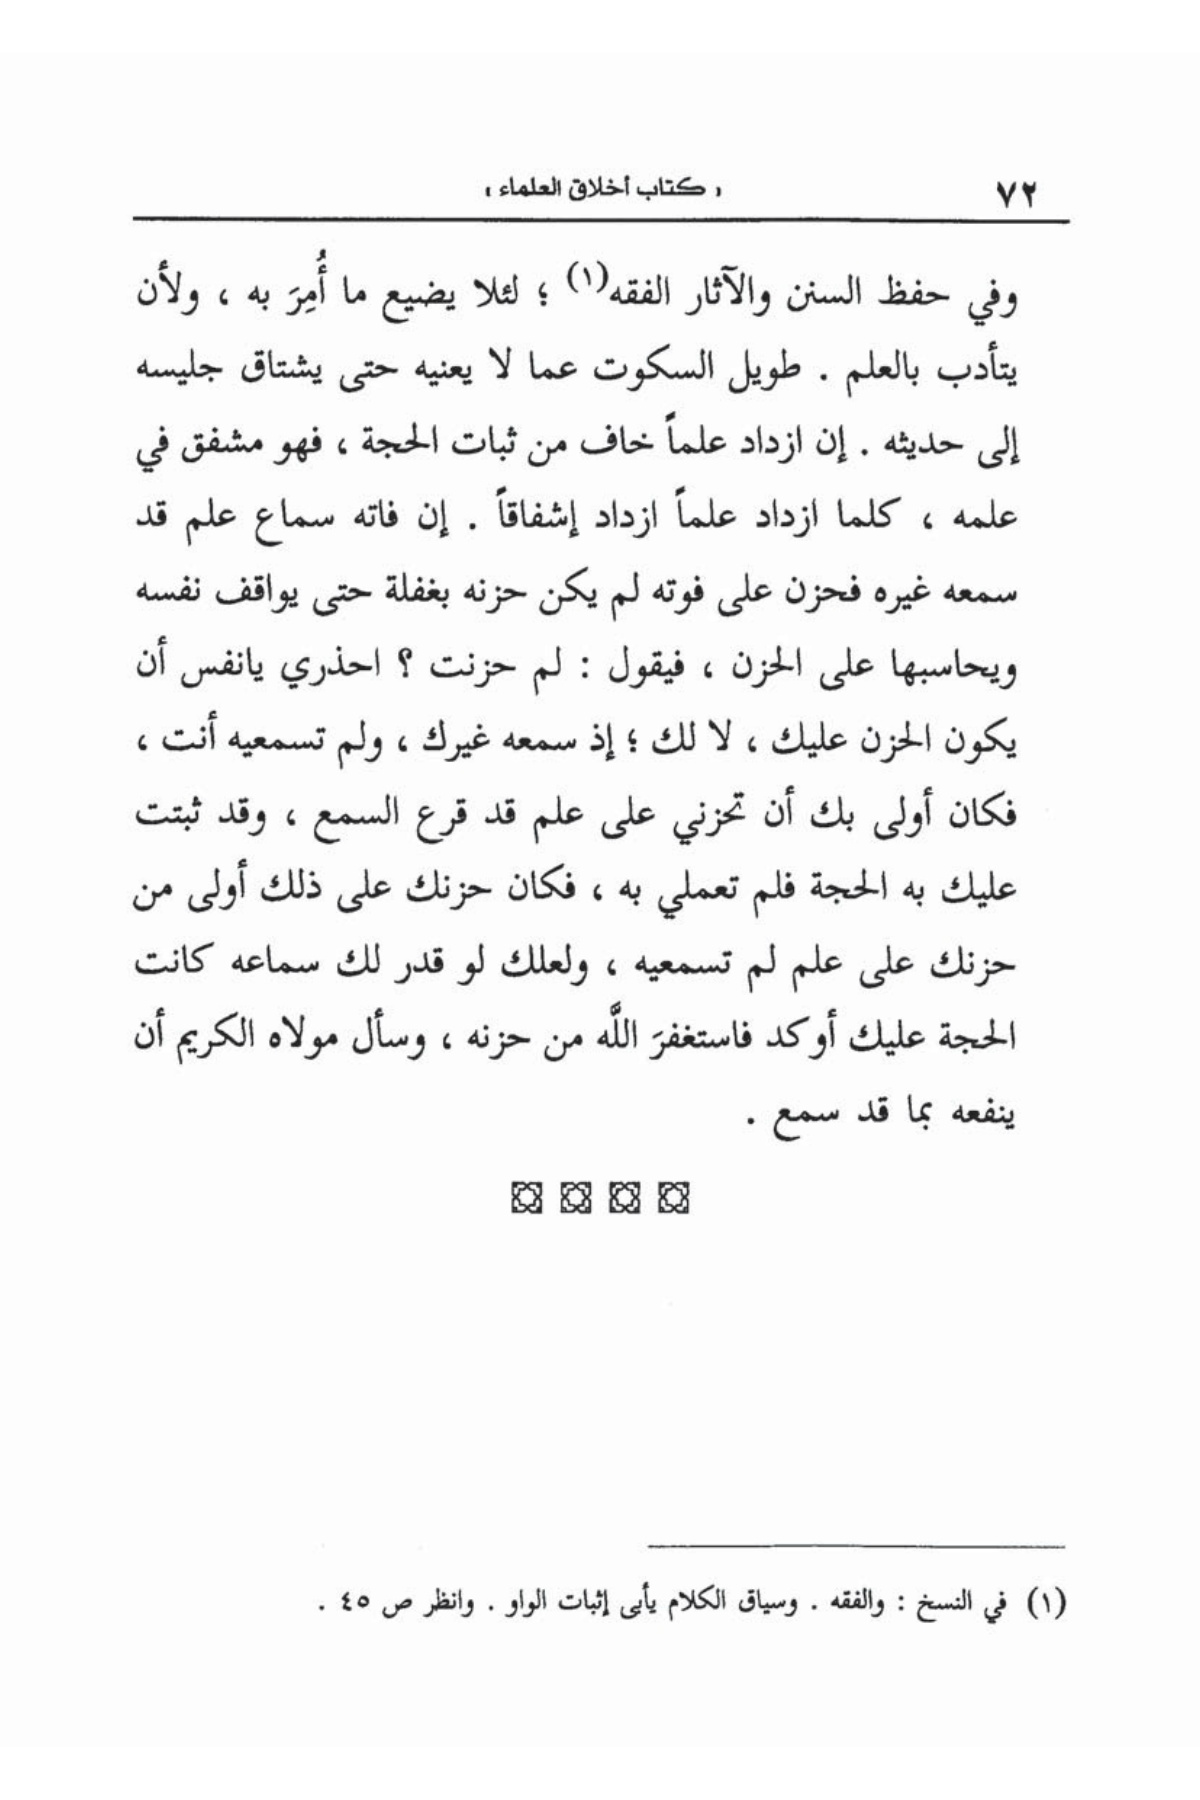 ٧٢
« كتاب أخلاق العلماء »
وفي حفظ السنن والآثار الفقه(١) ؛ لئلا يضيع ما أُمِرَ به ، ولأن
يتأدب بالعلم . طويل السكوت عما لا يعنيه حتى يشتاق جليسه
إلى حديثه . إن ازداد علماً خاف من ثبات الحجة ، فهو مشفق في
علمه ، كلما ازداد علماً ازداد إشفاقاً . إن فاته سماع علم قد
سمعه غيره فحزن على فوته لم يكن حزنه بغفلة حتى يواقف نفسه
ويحاسبها على الحزن ، فيقول : لم حزنت ؟ احذري يانفس أن
يكون الحزن عليك ، لا لك ؛ إذ سمعه غيرك ، ولم تسمعيه أنت ،
فكان أولى بك أن تحزني على علم قد قرع السمع ، وقد ثبتت
عليك به الحجة فلم تعملي به ، فكان حزنك على ذلك أولى من
حزنك على علم لم تسمعيه ، ولعلك لو قدر لك سماعه كانت
الحجة عليك أوكد فاستغفرَ اللَّه من حزنه ، وسأل مولاه الكريم أن
ينفعه بما قد سمع .
(١) في النسخ : والفقه . وسياق الكلام يأبى إثبات الواو . وانظر ص ٤٥ .